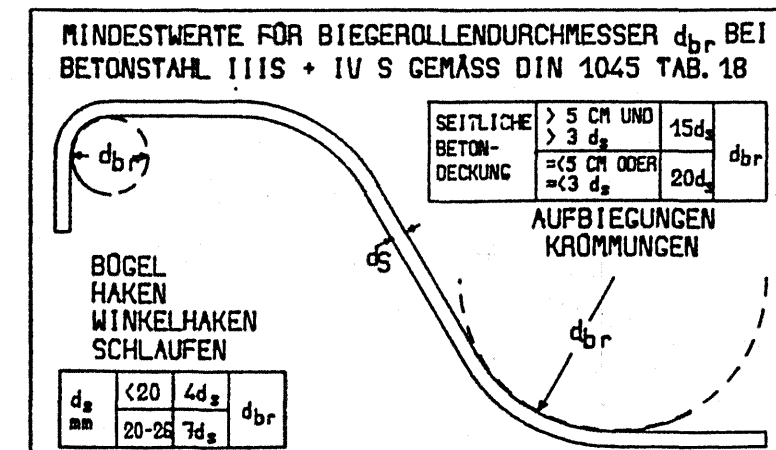 MINDESTWERTE FÜR BIEGEROLLENDURCHMESSER dbr BEI
BETONSTAHL IIIS + IV S GEMÄSS DIN 1045 TAB. 18
SEITLICHE BETON- DECKUNG
> 5 CM UND > 3 ds 15ds
=<5 CM ODER =<3 ds 20ds
dbr
AUFBIEGUNGEN
KRÜMMUNGEN
dbr
dS
dbr
BÜGEL
HAKEN
WINKELHAKEN
SCHLAUFEN
ds mm
<20 4ds
20-26 7ds
dbr